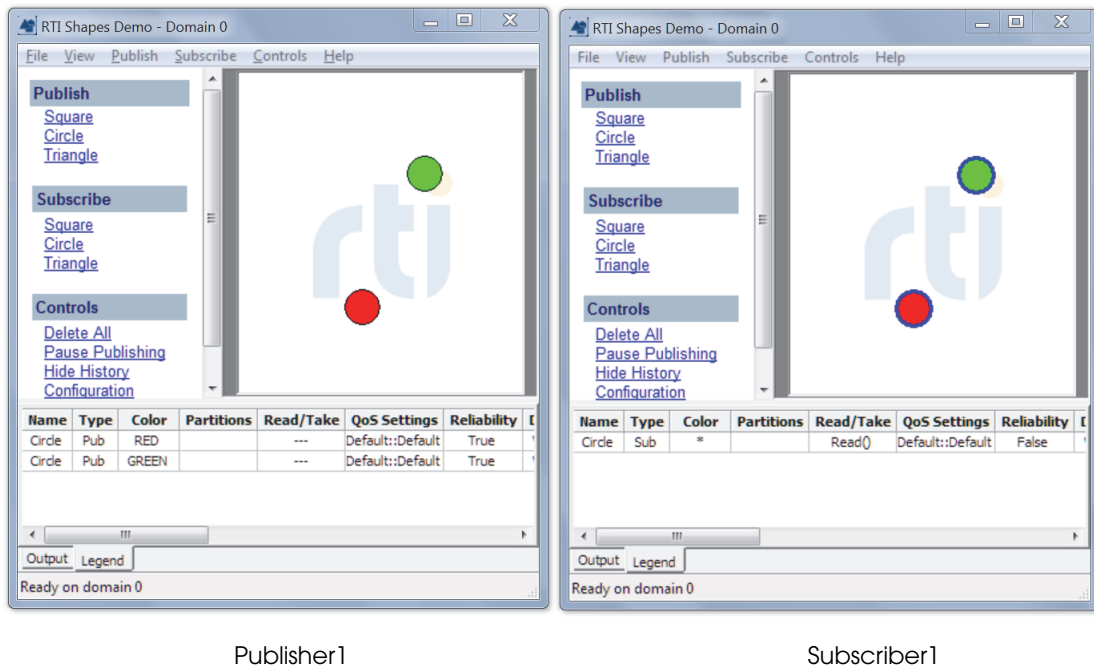 RTI Shapes Demo - Domain 0
File View Publish Subscribe Controls Help
Publish
Square
Circle
Triangle
Subscribe
Square
Circle
Triangle
Controls
Delete All
Pause Publishing
Hide History
Configuration
rti
Name Type Color Partitions Read/Take QoS Settings Reliability
Circle Pub RED --- Default::Default True
Circle Pub GREEN --- Default::Default True
Output Legend
Ready on domain 0
Publisher1
RTI Shapes Demo - Domain 0
File View Publish Subscribe Controls Help
Publish
Square
Circle
Triangle
Subscribe
Square
Circle
Triangle
Controls
Delete All
Pause Publishing
Hide History
Configuration
rti
Name Type Color Partitions Read/Take QoS Settings Reliability
Circle Sub * Read() Default::Default False
Output Legend
Ready on domain 0
Subscriber1